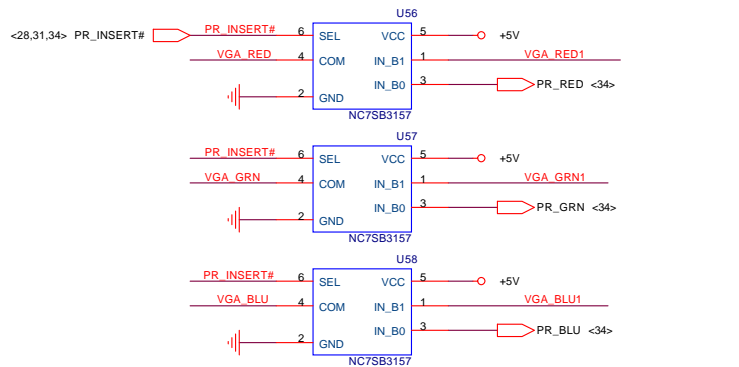 U56
<28,31,34> PR_INSERT# PR_INSERT# 6 SEL VCC 5 +5V
VGA_RED 4 COM IN_B1 1 VGA_RED1
IN_B0 3 PR_RED <34>
2 GND
NC7SB3157
U57
PR_INSERT# 6 SEL VCC 5 +5V
VGA_GRN 4 COM IN_B1 1 VGA_GRN1
IN_B0 3 PR_GRN <34>
2 GND
NC7SB3157
U58
PR_INSERT# 6 SEL VCC 5 +5V
VGA_BLU 4 COM IN_B1 1 VGA_BLU1
IN_B0 3 PR_BLU <34>
2 GND
NC7SB3157